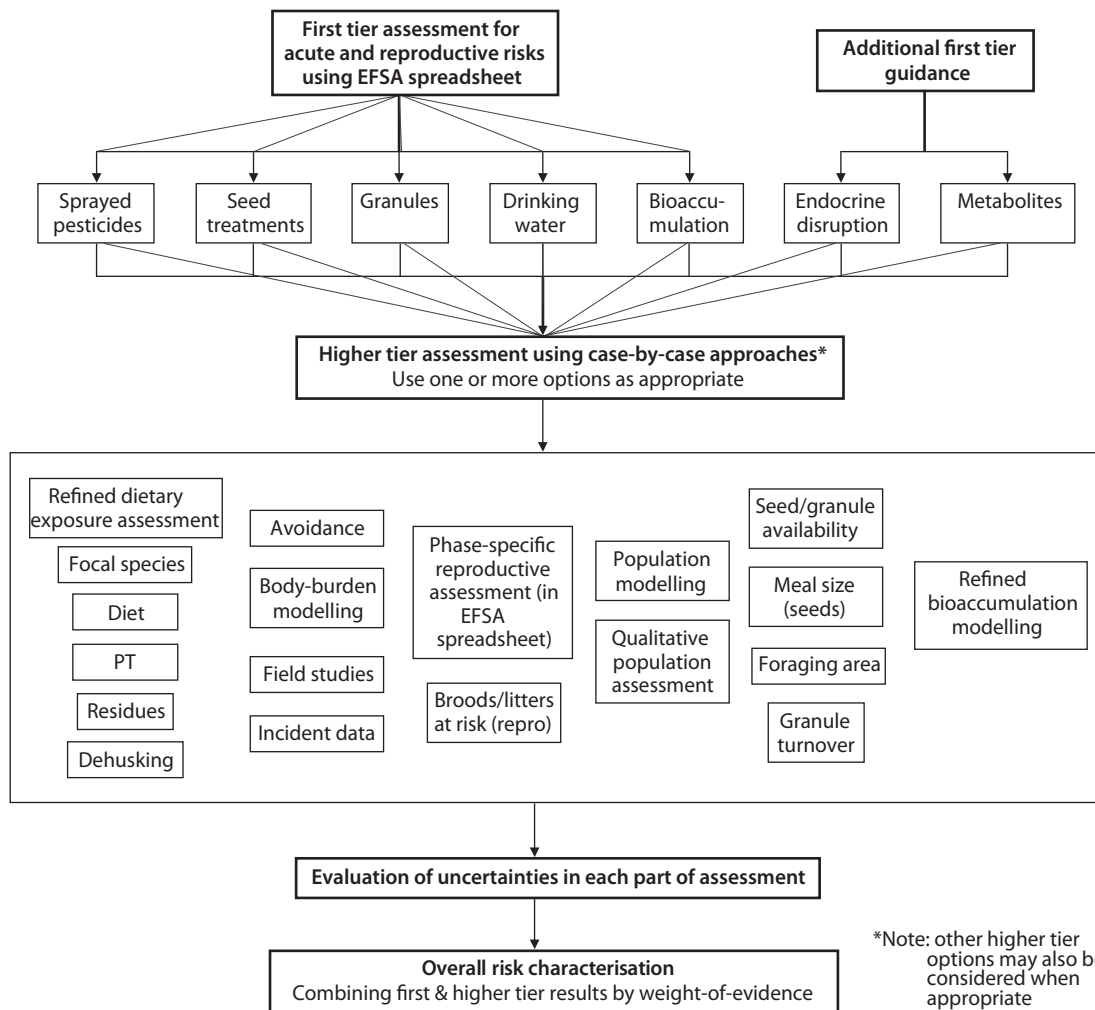 First tier assessment for
acute and reproductive risks
using EFSA spreadsheet
Additional first tier
guidance
Sprayed
pesticides
Seed
treatments
Granules
Drinking
water
Bioaccu-
mulation
Endocrine
disruption
Metabolites
Higher tier assessment using case-by-case approaches*
Use one or more options as appropriate
Refined dietary
exposure assessment
Focal species
Diet
PT
Residues
Dehusking
Avoidance
Body-burden
modelling
Field studies
Incident data
Phase-specific
reproductive
assessment (in
EFSA
spreadsheet)
Broods/litters
at risk (repro)
Population
modelling
Qualitative
population
assessment
Seed/granule
availability
Meal size
(seeds)
Foraging area
Granule
turnover
Refined
bioaccumulation
modelling
Evaluation of uncertainties in each part of assessment
Overall risk characterisation
Combining first & higher tier results by weight-of-evidence
*Note: other higher tier
options may also be
considered when
appropriate